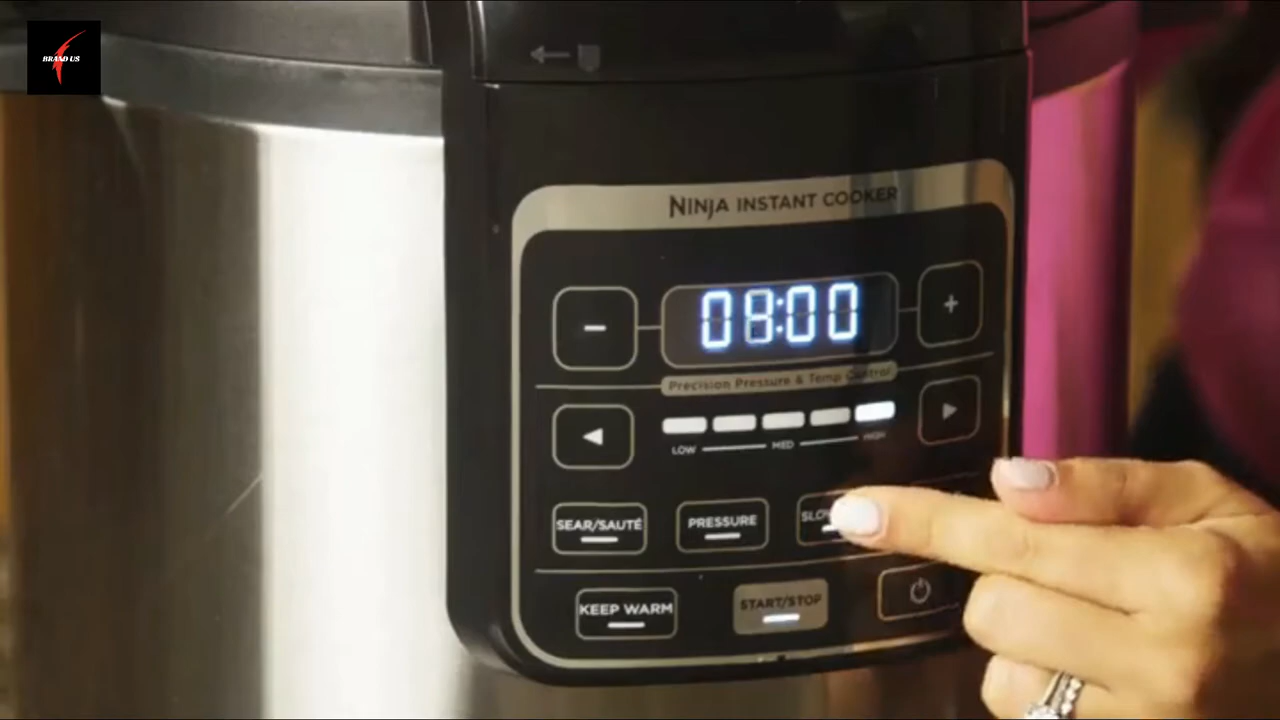 BRAND US
NINJA INSTANT COOKER
08:00
Precision Pressure & Temp Control
LOW MED HIGH
SEAR/SAUTÉ PRESSURE
KEEP WARM START/STOP